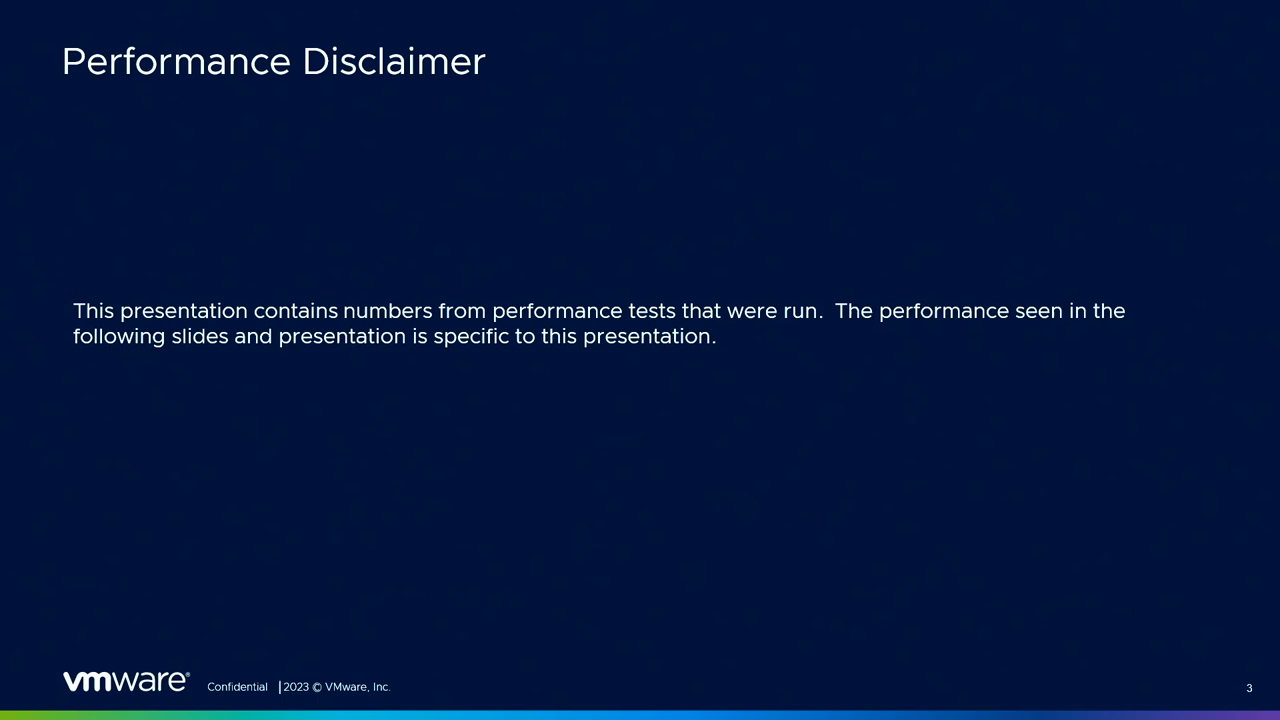 Performance Disclaimer
This presentation contains numbers from performance tests that were run.  The performance seen in the
following slides and presentation is specific to this presentation.
vmware® Confidential | 2023 © VMware, Inc. 3